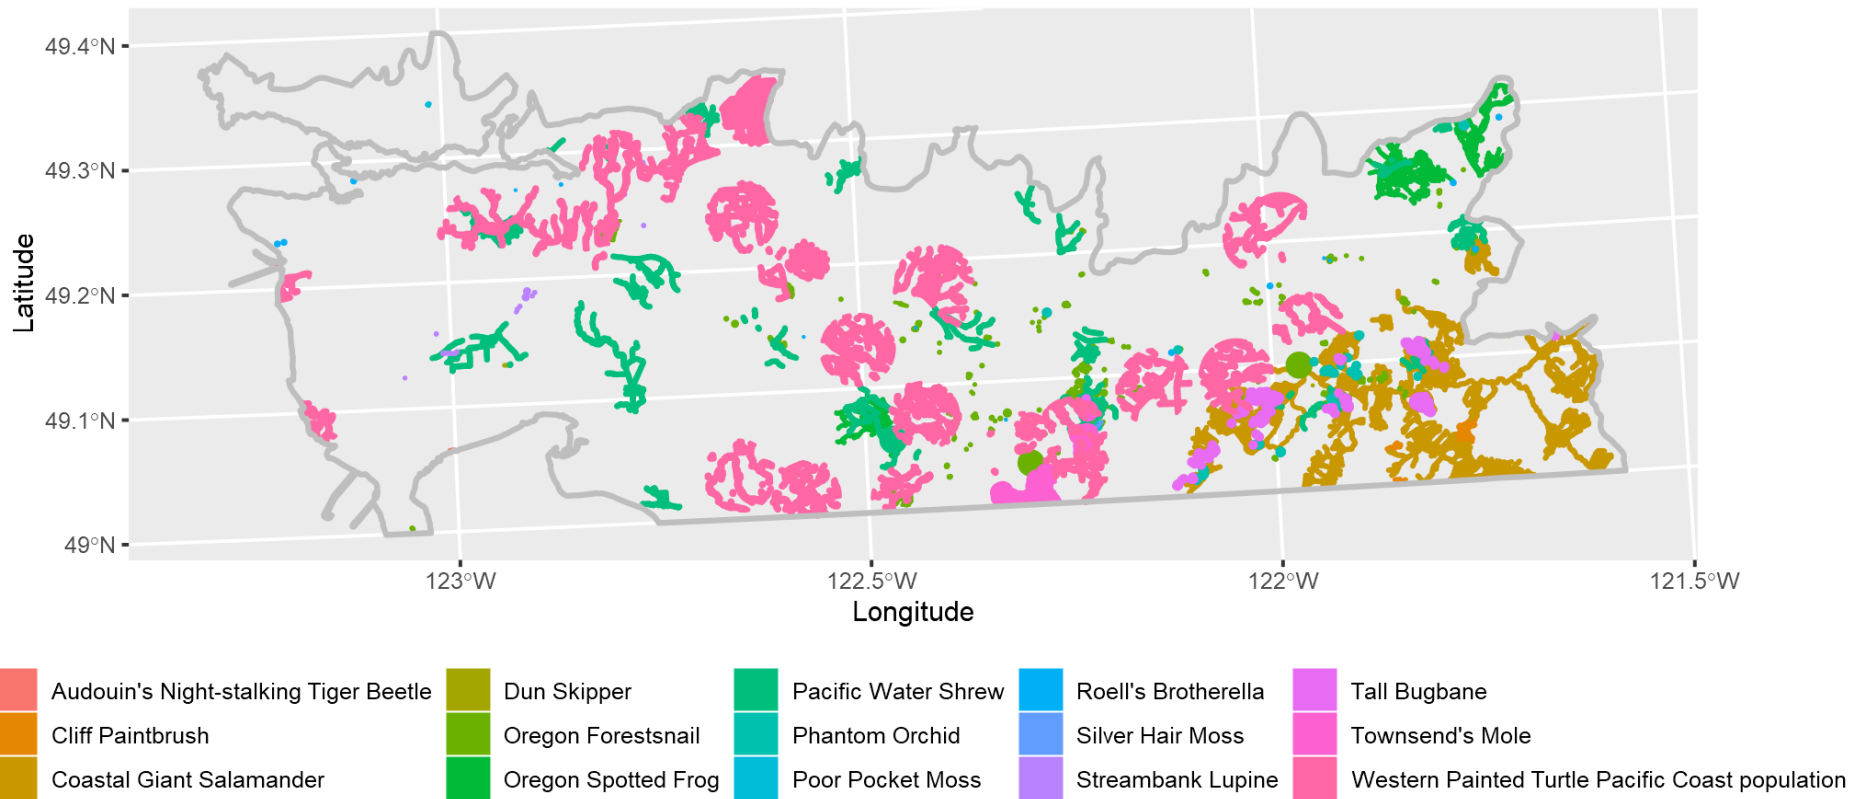 49.4°N
49.3°N
49.2°N
49.1°N
49°N
Latitude
123°W 122.5°W 122°W 121.5°W
Longitude
Audouin's Night-stalking Tiger Beetle Dun Skipper Pacific Water Shrew Roell's Brotherella Tall Bugbane
Cliff Paintbrush Oregon Forestsnail Phantom Orchid Silver Hair Moss Townsend's Mole
Coastal Giant Salamander Oregon Spotted Frog Poor Pocket Moss Streambank Lupine Western Painted Turtle Pacific Coast population